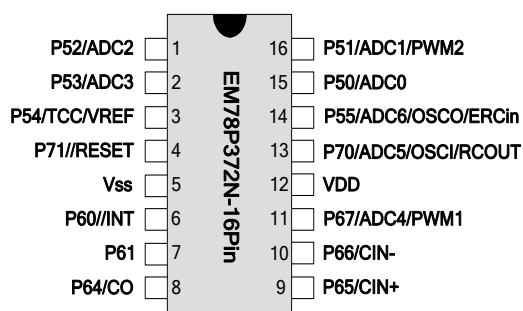 P52/ADC2 1 16 P51/ADC1/PWM2
P53/ADC3 2 15 P50/ADC0
P54/TCC/VREF 3 14 P55/ADC6/OSCO/ERCin
P71//RESET 4 13 P70/ADC5/OSCI/RCOUT
Vss 5 12 VDD
P60//INT 6 11 P67/ADC4/PWM1
P61 7 10 P66/CIN-
P64/CO 8 9 P65/CIN+
EM78P372N-16Pin